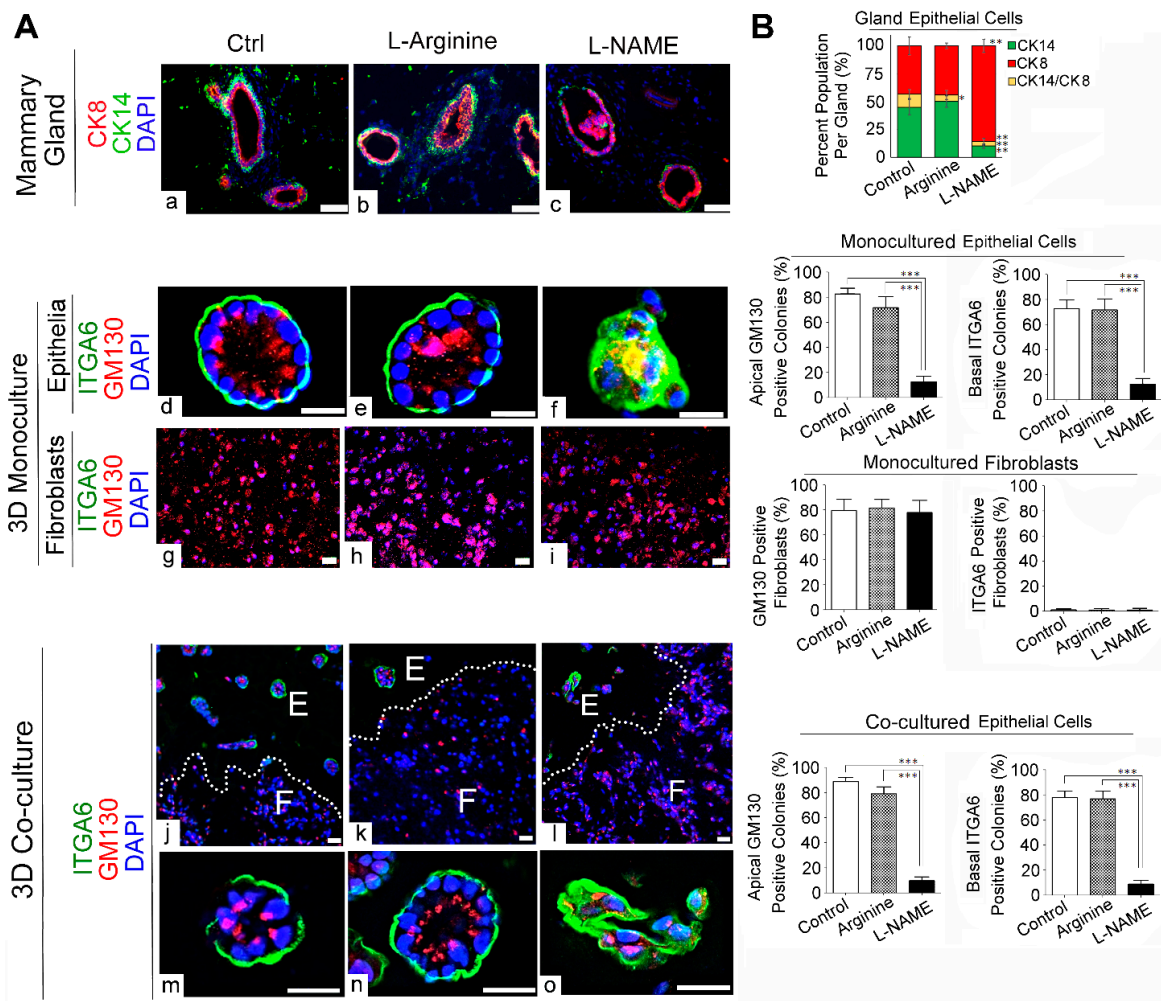 A
Ctrl
L-Arginine
L-NAME
Mammary
Gland
CK8
CK14
DAPI
a
b
c
3D Monoculture
Epithelia
ITGA6
GM130
DAPI
d
e
f
Fibroblasts
ITGA6
GM130
DAPI
g
h
i
3D Co-culture
ITGA6
GM130
DAPI
E
F
j
E
F
k
E
F
l
m
n
o
B
Gland Epithelial Cells
Percent Population
Per Gland (%)
100
75
50
25
0
**
*
**
**
**
CK14
CK8
CK14/CK8
Control
Arginine
L-NAME
Monocultured Epithelial Cells
Apical GM130
Positive Colonies (%)
100
80
60
40
20
0
***
***
Control
Arginine
L-NAME
Basal ITGA6
Positive Colonies (%)
100
80
60
40
20
0
***
***
Control
Arginine
L-NAME
Monocultured Fibroblasts
GM130 Positive
Fibroblasts (%)
100
80
60
40
20
0
Control
Arginine
L-NAME
ITGA6 Positive
Fibroblasts (%)
100
80
60
40
20
0
Control
Arginine
L-NAME
Co-cultured Epithelial Cells
Apical GM130
Positive Colonies (%)
100
80
60
40
20
0
***
***
Control
Arginine
L-NAME
Basal ITGA6
Positive Colonies (%)
100
80
60
40
20
0
***
***
Control
Arginine
L-NAME